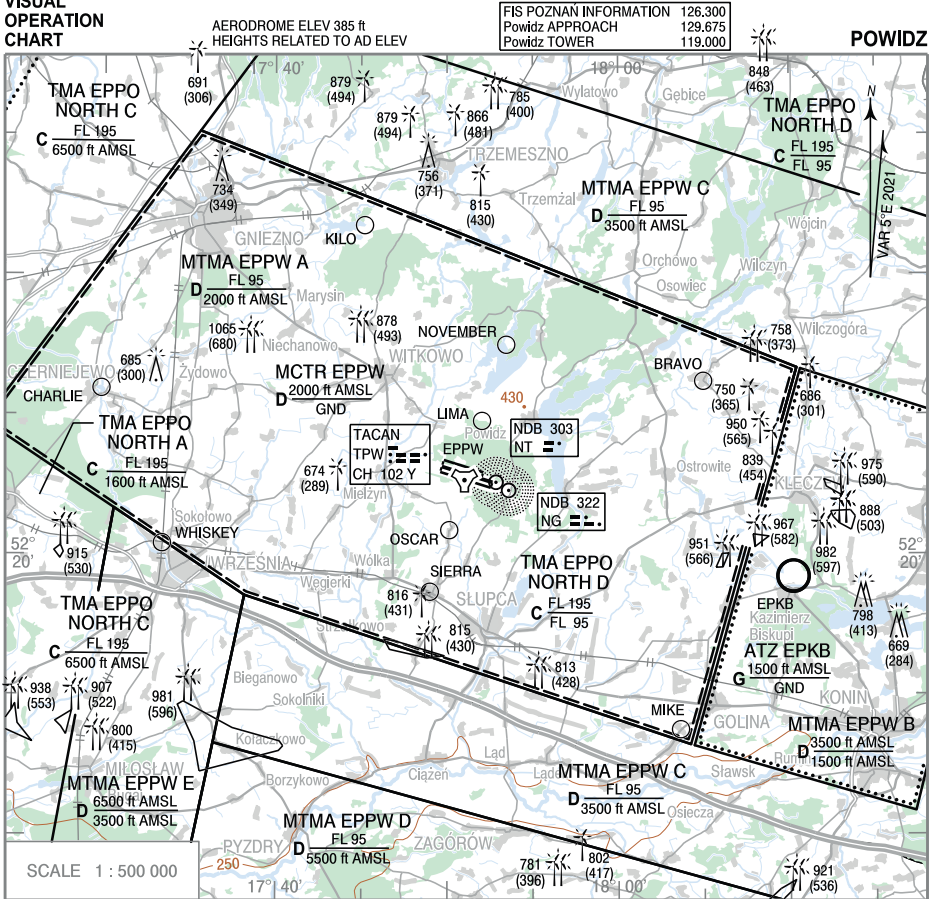 VISUAL
OPERATION
CHART
AERODROME ELEV 385 ft
HEIGHTS RELATED TO AD ELEV
FIS POZNAŃ INFORMATION 126,300
Powidz APPROACH 129,675
Powidz TOWER 119,000
POWIDZ
17°40'
18°00'
691
(306)
879
(494)
785
(400)
Wylatowo
Gębice
848
(463)
TMA EPPO
NORTH C
C FL 195
6500 ft AMSL
879
(494)
866
(481)
TMA EPPO
NORTH D
C FL 195
FL 95
N
VAR 5°E 2021
TRZEMESZNO
734
(349)
756
(371)
815
(430)
Trzemżal
MTMA EPPW C
D FL 95
3500 ft AMSL
Wójcin
GNIEZNO
KILO
Orchowo
Osowiec
Wilczyn
MTMA EPPW A
D FL 95
2000 ft AMSL
Marysin
1065
(680)
Niechanowo
878
(493)
NOVEMBER
WITKOWO
758
(373)
Wilczogóra
685
(300)
CZERNIEJEWO
Żydowo
CHARLIE
MCTR EPPW
D 2000 ft AMSL
GND
BRAVO
750
(365)
686
(301)
430
LIMA
Powidz
950
(565)
TMA EPPO
NORTH A
C FL 195
1600 ft AMSL
TACAN
TPW
CH 102 Y
EPPW
NDB 303
NT
839
(454)
674
(289)
Mielżyn
Ostrowite
KLECZ
975
(590)
888
(503)
NDB 322
NG
Sokołowo
WHISKEY
915
(530)
OSCAR
967
(582)
951
(566)
982
(597)
52°
20'
52°
20'
WRZEŚNIA
Wólka
Węgierki
SIERRA
TMA EPPO
NORTH D
C FL 195
FL 95
EPKB
Kazimierz
Biskupi
798
(413)
TMA EPPO
NORTH C
C FL 195
6500 ft AMSL
816
(431)
SŁUPCA
Strzałkowo
815
(430)
ATZ EPKB
G 1500 ft AMSL
GND
669
(284)
813
(428)
938
(553)
907
(522)
981
(596)
Bieganowo
Sokolniki
KONIN
800
(415)
MIKE
GOLINA
MTMA EPPW B
D 3500 ft AMSL
1500 ft AMSL
Kołaczkowo
MIŁOSŁAW
Ląd
MTMA EPPW E
D 6500 ft AMSL
3500 ft AMSL
Borzykowo
Ciążeń
MTMA EPPW C
D FL 95
3500 ft AMSL
Sławsk
Osiecza
MTMA EPPW D
D FL 95
5500 ft AMSL
PYZDRY
ZAGÓRÓW
250
SCALE 1 : 500 000
781
(396)
802
(417)
921
(536)
17°40'
18°00'